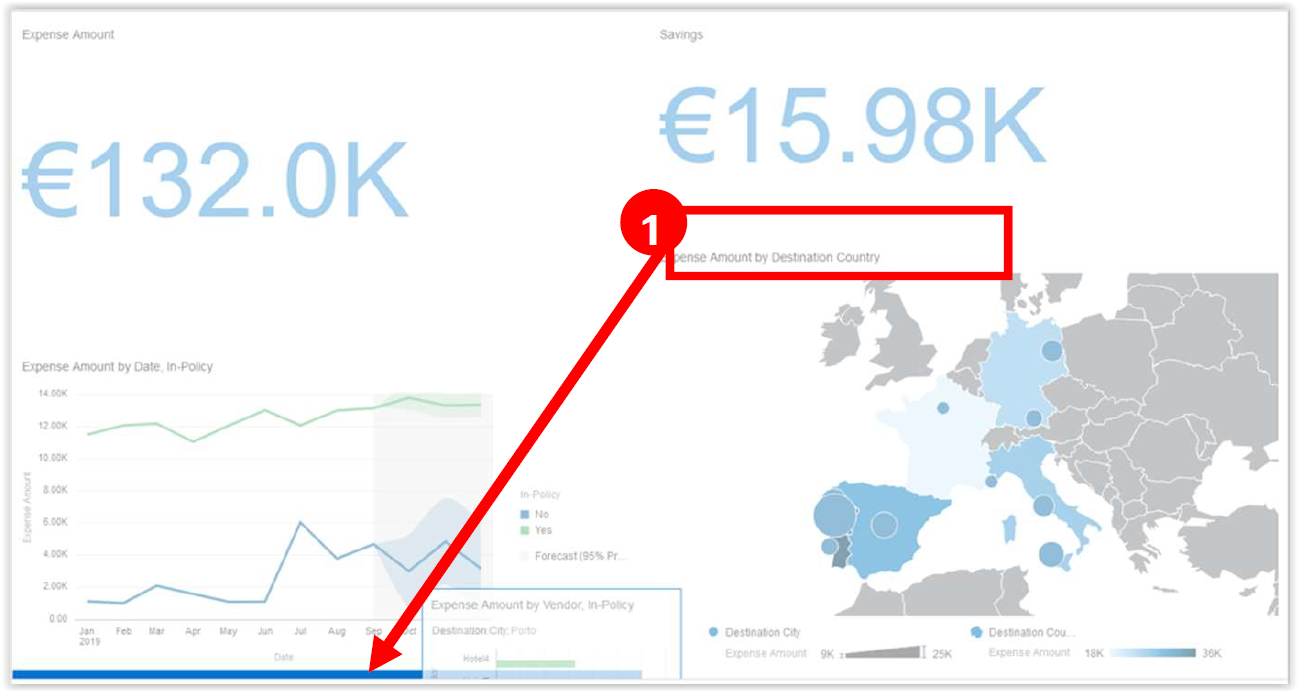 Expense Amount
€132.0K
Savings
€15.98K
1
pense Amount by Destination Country
Expense Amount by Date, In-Policy
14.00K
12.00K
10.00K
8.00K
6.00K
4.00K
2.00K
0.00
Expense Amount
Jan Feb Mar Apr May Jun Jul Aug Sep Oct
2019
Date
In-Policy
No
Yes
Forecast (95% Pr...
Expense Amount by Vendor, In-Policy
Destination City: Porto
Hotel4
Destination City
Expense Amount 9K 25K
Destination Cou...
Expense Amount 18K 36K